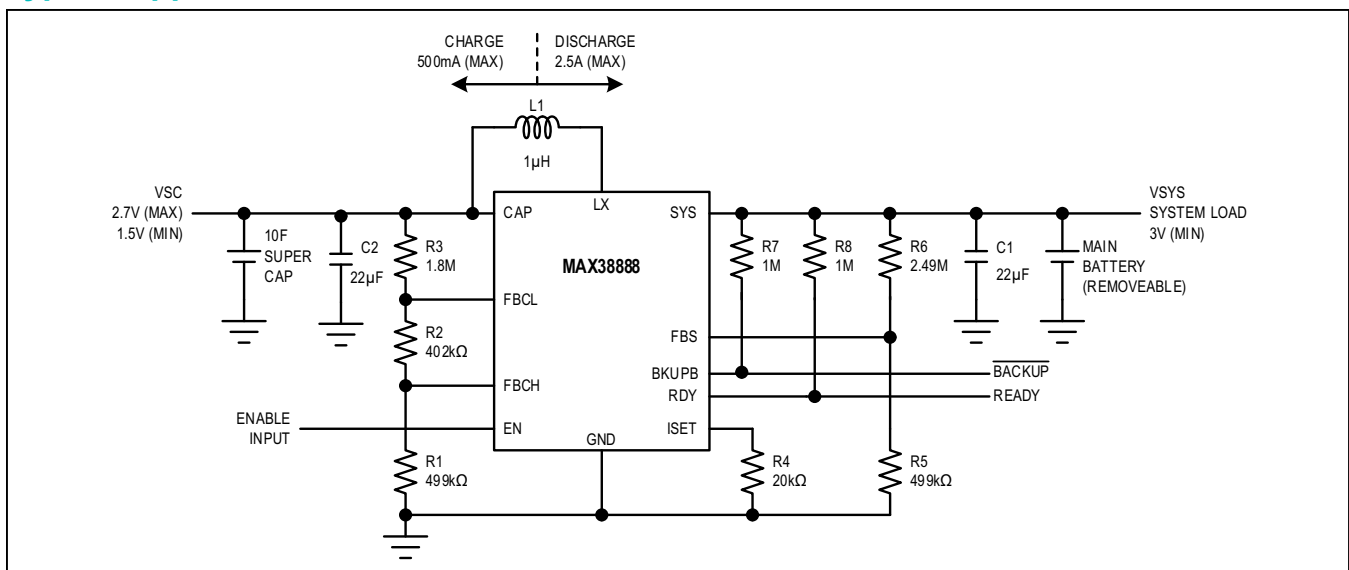 CHARGE
500mA (MAX)
DISCHARGE
2.5A (MAX)
L1
1µH
VSC
2.7V (MAX)
1.5V (MIN)
10F
SUPER
CAP
C2
22µF
R3
1.8M
R2
402kΩ
R1
499kΩ
ENABLE
INPUT
CAP
LX
SYS
MAX38888
FBCL
FBS
BKUPB
FBCH
RDY
EN
GND
ISET
R7
1M
R8
1M
R6
2.49M
C1
22µF
MAIN
BATTERY
(REMOVEABLE)
VSYS
SYSTEM LOAD
3V (MIN)
BACKUP
READY
R4
20kΩ
R5
499kΩ